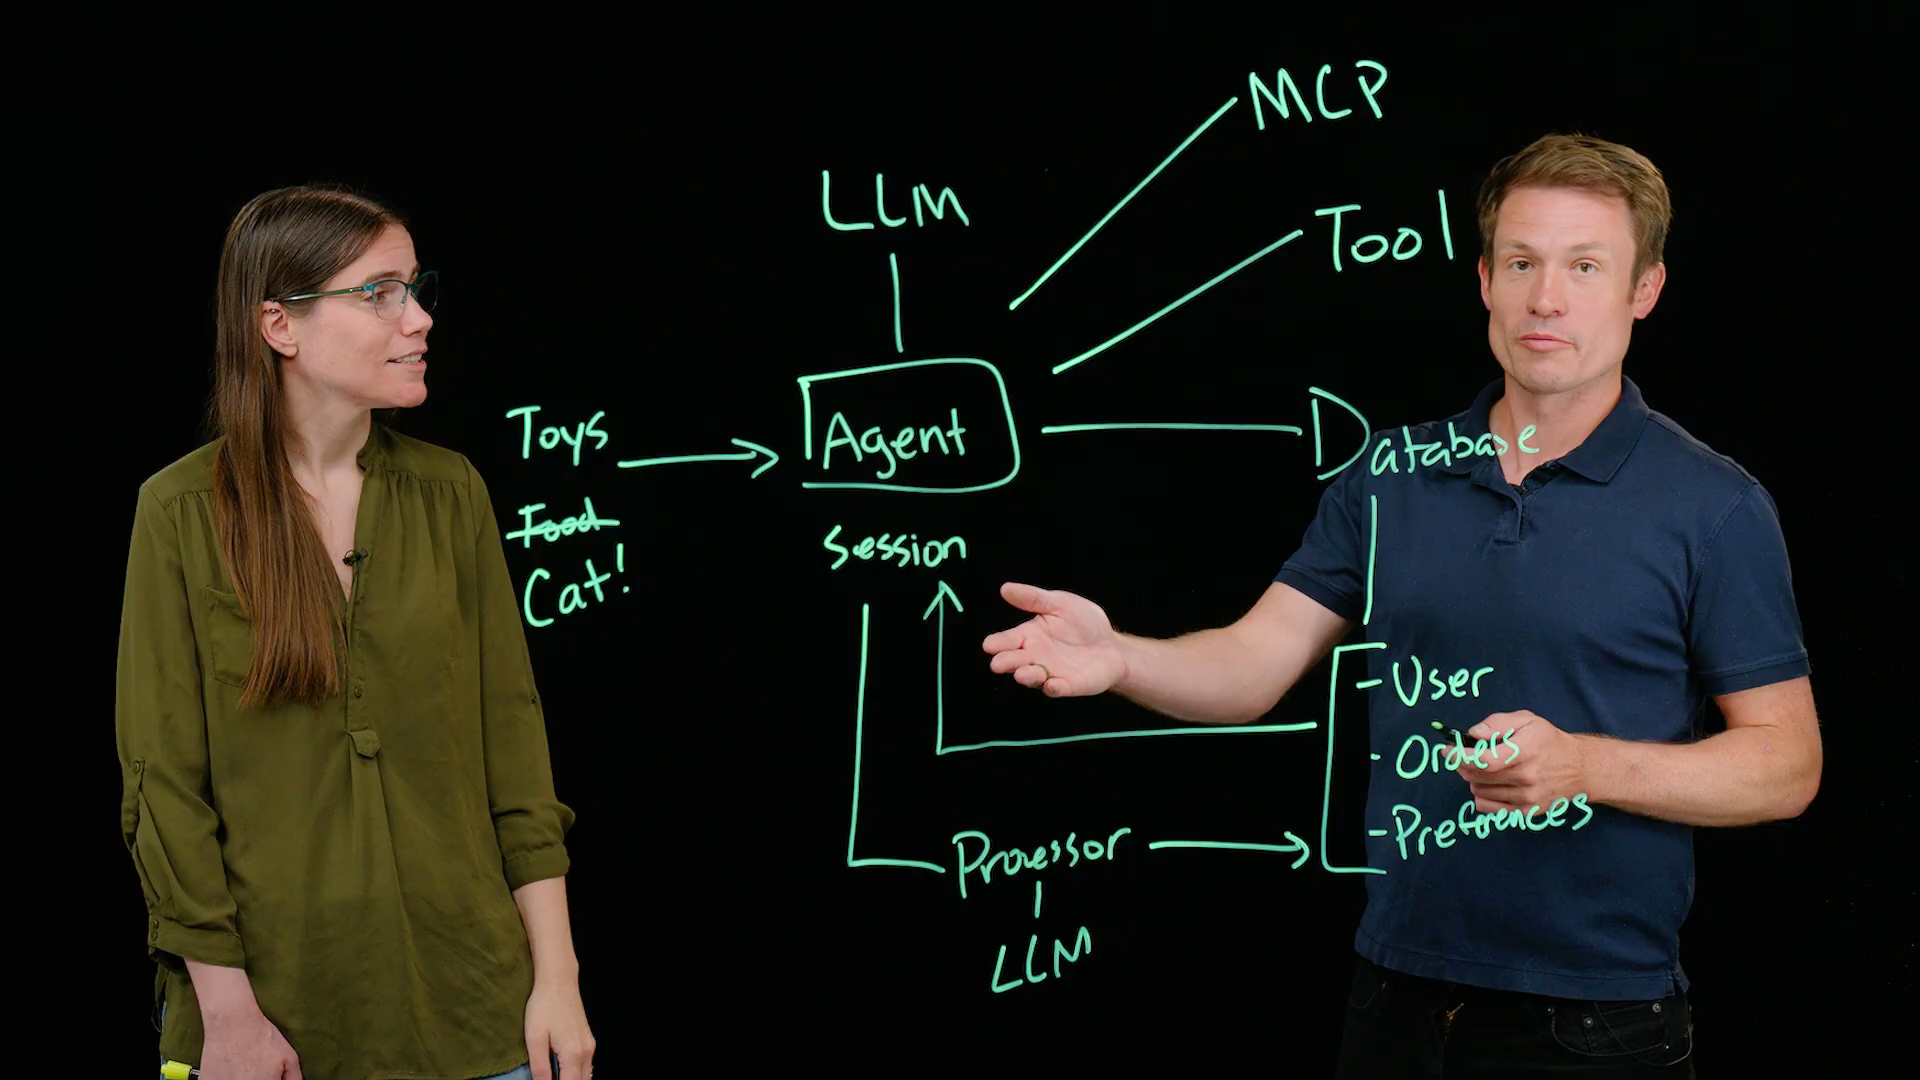 MCP
LLM
Tool
Toys
Agent
Database
Food
Session
Cat!
- User
- Orders
- Preferences
Processor
LLM